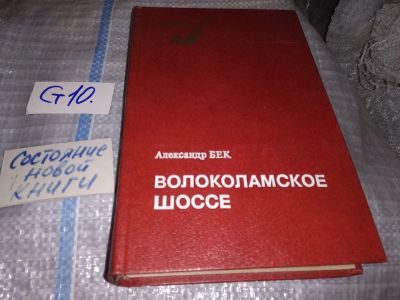 G10.
Состояние
новой
книги
Александр БЕК
ВОЛОКОЛАМСКОЕ
ШОССЕ